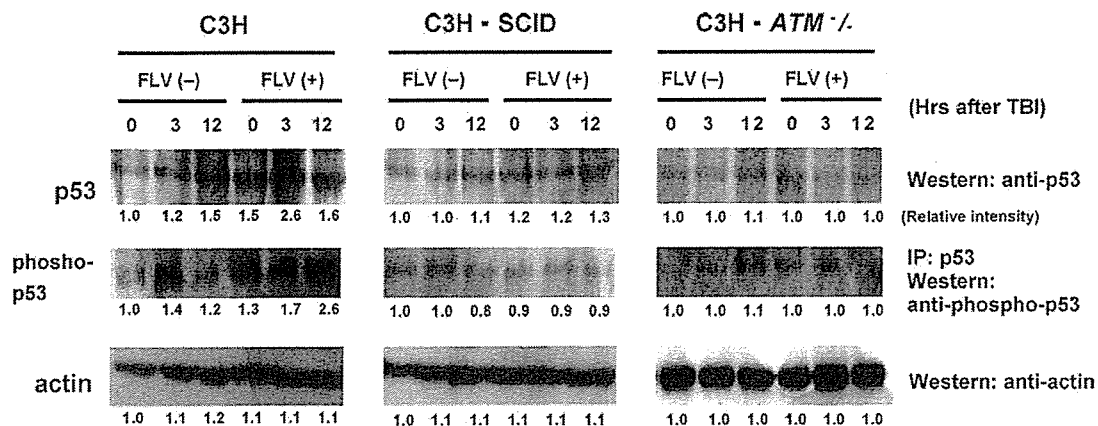 C3H C3H - SCID C3H - ATM -/-
FLV (–) FLV (+) FLV (–) FLV (+) FLV (–) FLV (+)
(Hrs after TBI)
0 3 12 0 3 12 0 3 12 0 3 12 0 3 12 0 3 12
p53 Western: anti-p53
1.0 1.2 1.5 1.5 2.6 1.6 1.0 1.0 1.1 1.2 1.2 1.3 1.0 1.0 1.1 1.0 1.0 1.0 (Relative intensity)
phosho-
p53
IP: p53
Western:
anti-phospho-p53
1.0 1.4 1.2 1.3 1.7 2.6 1.0 1.0 0.8 0.9 0.9 0.9 1.0 1.0 1.1 1.0 1.0 1.0
actin Western: anti-actin
1.0 1.1 1.2 1.1 1.1 1.1 1.0 1.1 1.1 1.1 1.1 1.1 1.0 1.0 1.0 1.0 1.0 1.0